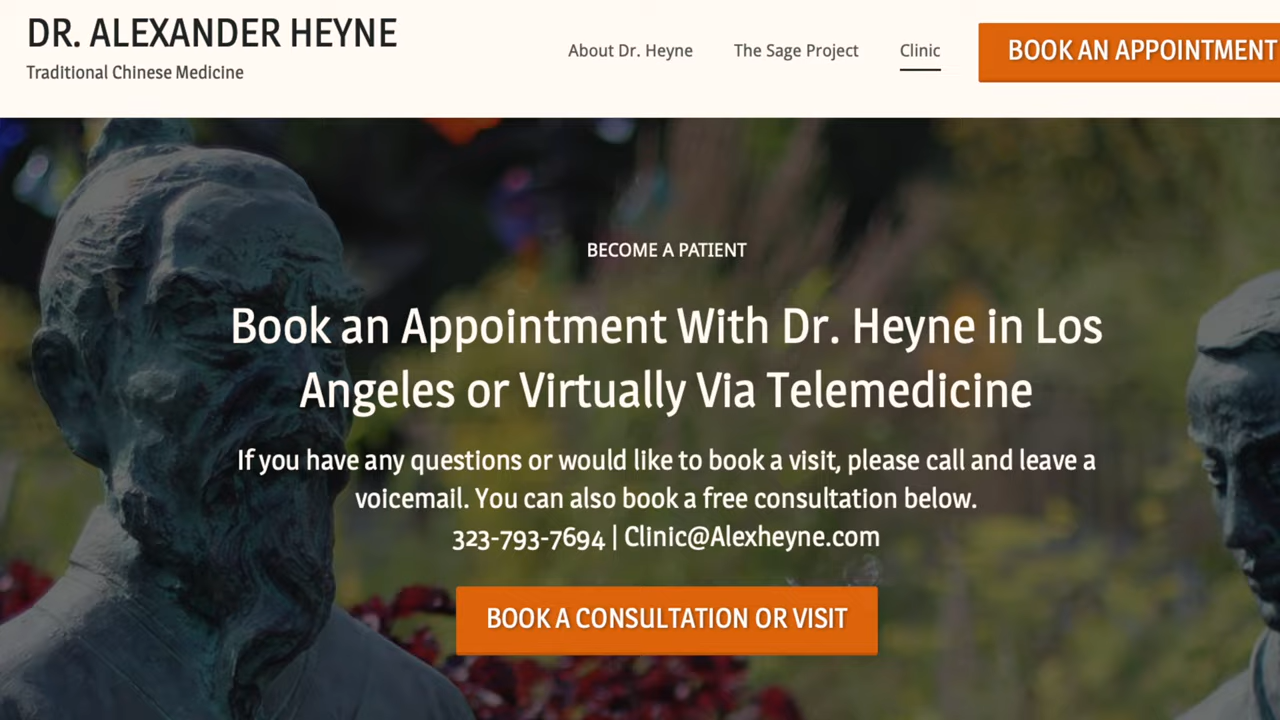 DR. ALEXANDER HEYNE
Traditional Chinese Medicine
About Dr. Heyne
The Sage Project
Clinic
BOOK AN APPOINTMENT
BECOME A PATIENT
Book an Appointment With Dr. Heyne in Los
Angeles or Virtually Via Telemedicine
If you have any questions or would like to book a visit, please call and leave a
voicemail. You can also book a free consultation below.
323-793-7694 | Clinic@Alexheyne.com
BOOK A CONSULTATION OR VISIT